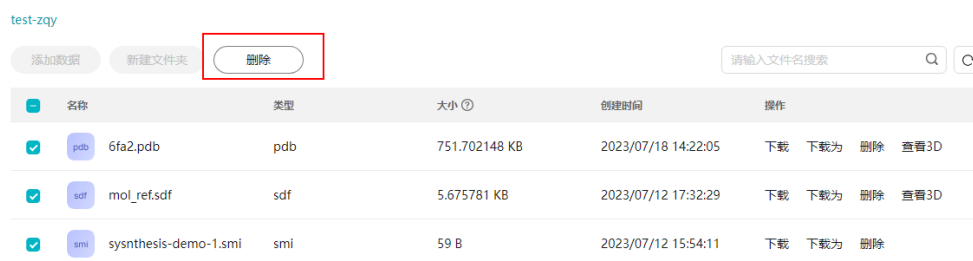 test-zqy
添加数据 新建文件夹 删除 请输入文件名搜索
名称 类型 大小 ? 创建时间 操作
pdb 6fa2.pdb pdb 751.702148 KB 2023/07/18 14:22:05 下载 下载为 删除 查看3D
sdf mol_ref.sdf sdf 5.675781 KB 2023/07/12 17:32:29 下载 下载为 删除 查看3D
smi sysnthesis-demo-1.smi smi 59 B 2023/07/12 15:54:11 下载 下载为 删除